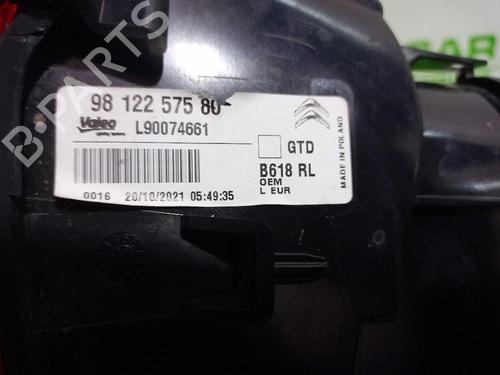 B-PARTS
CAR
98 122 575 80
Valeo
L90074661
GTD
B618 RL
OEM
L EUR
0016 20/10/2021 05:49:35
MADE IN POLAND